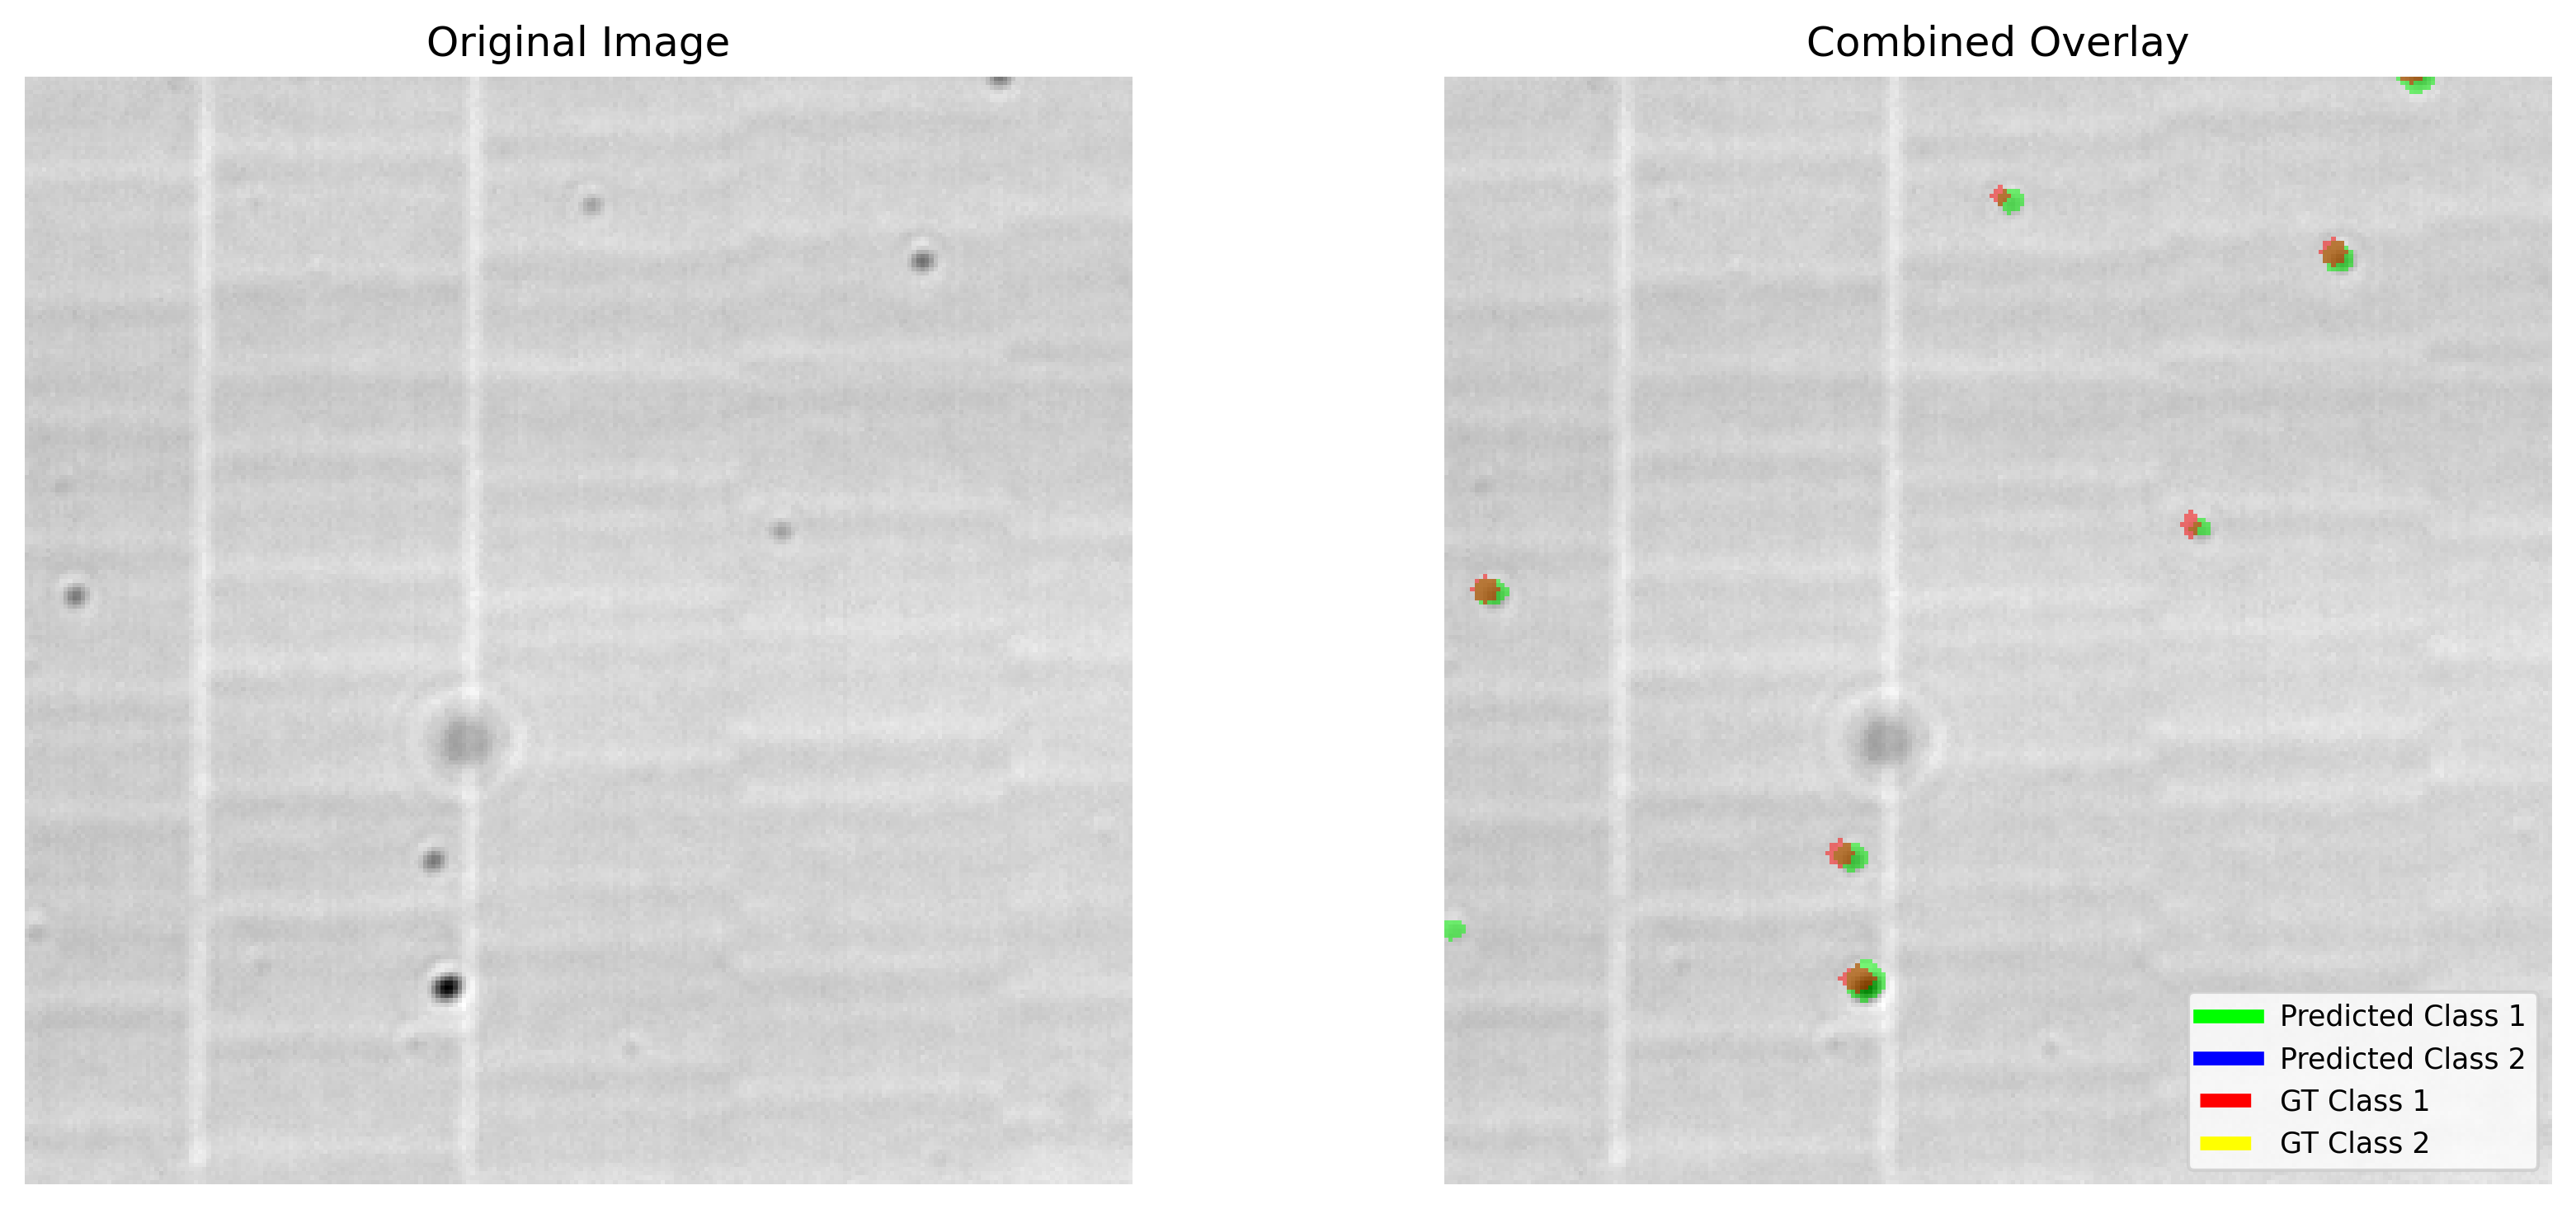 Original Image
Combined Overlay
Predicted Class 1
Predicted Class 2
GT Class 1
GT Class 2